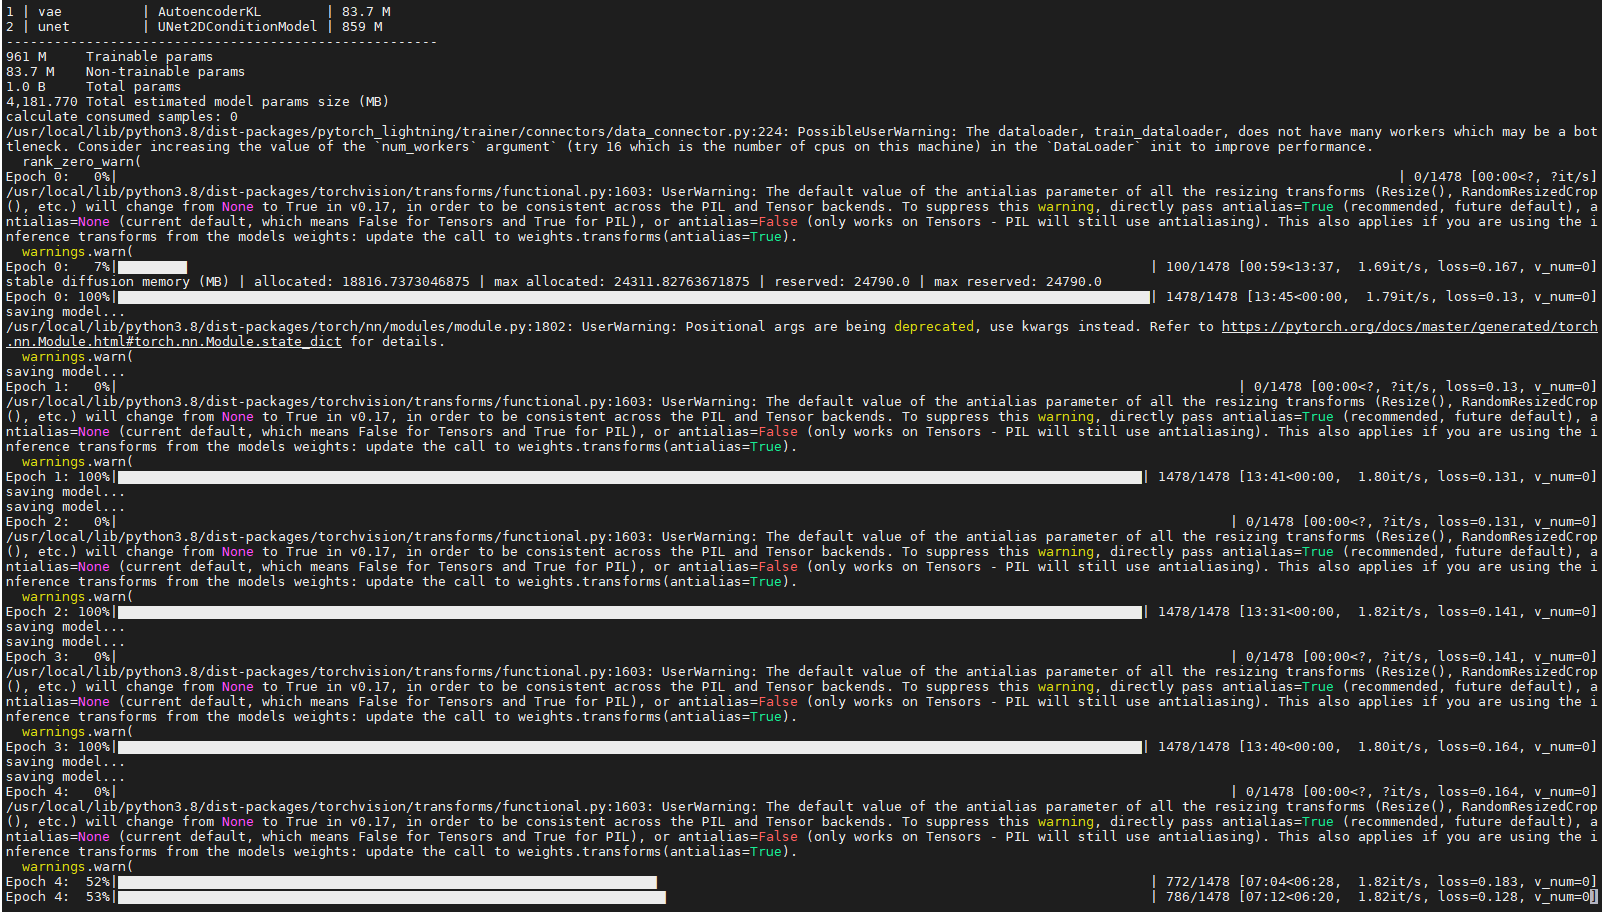 1 | vae          | AutoencoderKL        | 83.7 M
2 | unet         | UNet2DConditionModel | 859 M
------------------------------------------------------
961 M     Trainable params
83.7 M    Non-trainable params
1.0 B     Total params
4,181.770 Total estimated model params size (MB)
calculate consumed samples: 0
/usr/local/lib/python3.8/dist-packages/pytorch_lightning/trainer/connectors/data_connector.py:224: PossibleUserWarning: The dataloader, train_dataloader, does not have many workers which may be a bot
tleneck. Consider increasing the value of the `num_workers` argument` (try 16 which is the number of cpus on this machine) in the `DataLoader` init to improve performance.
  rank_zero_warn(
Epoch 0:   0%| | 0/1478 [00:00<?, ?it/s]
/usr/local/lib/python3.8/dist-packages/torchvision/transforms/functional.py:1603: UserWarning: The default value of the antialias parameter of all the resizing transforms (Resize(), RandomResizedCrop
(), etc.) will change from None to True in v0.17, in order to be consistent across the PIL and Tensor backends. To suppress this warning, directly pass antialias=True (recommended, future default), a
ntialias=None (current default, which means False for Tensors and True for PIL), or antialias=False (only works on Tensors - PIL will still use antialiasing). This also applies if you are using the i
nference transforms from the models weights: update the call to weights.transforms(antialias=True).
  warnings.warn(
Epoch 0:   7%| | 100/1478 [00:59<13:37,  1.69it/s, loss=0.167, v_num=0]
stable diffusion memory (MB) | allocated: 18816.7373046875 | max allocated: 24311.82763671875 | reserved: 24790.0 | max reserved: 24790.0
Epoch 0: 100%| | 1478/1478 [13:45<00:00,  1.79it/s, loss=0.13, v_num=0]
saving model...
/usr/local/lib/python3.8/dist-packages/torch/nn/modules/module.py:1802: UserWarning: Positional args are being deprecated, use kwargs instead. Refer to https://pytorch.org/docs/master/generated/torch
.nn.Module.html#torch.nn.Module.state_dict for details.
  warnings.warn(
saving model...
Epoch 1:   0%| | 0/1478 [00:00<?, ?it/s, loss=0.13, v_num=0]
/usr/local/lib/python3.8/dist-packages/torchvision/transforms/functional.py:1603: UserWarning: The default value of the antialias parameter of all the resizing transforms (Resize(), RandomResizedCrop
(), etc.) will change from None to True in v0.17, in order to be consistent across the PIL and Tensor backends. To suppress this warning, directly pass antialias=True (recommended, future default), a
ntialias=None (current default, which means False for Tensors and True for PIL), or antialias=False (only works on Tensors - PIL will still use antialiasing). This also applies if you are using the i
nference transforms from the models weights: update the call to weights.transforms(antialias=True).
  warnings.warn(
Epoch 1: 100%| | 1478/1478 [13:41<00:00,  1.80it/s, loss=0.131, v_num=0]
saving model...
saving model...
Epoch 2:   0%| | 0/1478 [00:00<?, ?it/s, loss=0.131, v_num=0]
/usr/local/lib/python3.8/dist-packages/torchvision/transforms/functional.py:1603: UserWarning: The default value of the antialias parameter of all the resizing transforms (Resize(), RandomResizedCrop
(), etc.) will change from None to True in v0.17, in order to be consistent across the PIL and Tensor backends. To suppress this warning, directly pass antialias=True (recommended, future default), a
ntialias=None (current default, which means False for Tensors and True for PIL), or antialias=False (only works on Tensors - PIL will still use antialiasing). This also applies if you are using the i
nference transforms from the models weights: update the call to weights.transforms(antialias=True).
  warnings.warn(
Epoch 2: 100%| | 1478/1478 [13:31<00:00,  1.82it/s, loss=0.141, v_num=0]
saving model...
saving model...
Epoch 3:   0%| | 0/1478 [00:00<?, ?it/s, loss=0.141, v_num=0]
/usr/local/lib/python3.8/dist-packages/torchvision/transforms/functional.py:1603: UserWarning: The default value of the antialias parameter of all the resizing transforms (Resize(), RandomResizedCrop
(), etc.) will change from None to True in v0.17, in order to be consistent across the PIL and Tensor backends. To suppress this warning, directly pass antialias=True (recommended, future default), a
ntialias=None (current default, which means False for Tensors and True for PIL), or antialias=False (only works on Tensors - PIL will still use antialiasing). This also applies if you are using the i
nference transforms from the models weights: update the call to weights.transforms(antialias=True).
  warnings.warn(
Epoch 3: 100%| | 1478/1478 [13:40<00:00,  1.80it/s, loss=0.164, v_num=0]
saving model...
saving model...
Epoch 4:   0%| | 0/1478 [00:00<?, ?it/s, loss=0.164, v_num=0]
/usr/local/lib/python3.8/dist-packages/torchvision/transforms/functional.py:1603: UserWarning: The default value of the antialias parameter of all the resizing transforms (Resize(), RandomResizedCrop
(), etc.) will change from None to True in v0.17, in order to be consistent across the PIL and Tensor backends. To suppress this warning, directly pass antialias=True (recommended, future default), a
ntialias=None (current default, which means False for Tensors and True for PIL), or antialias=False (only works on Tensors - PIL will still use antialiasing). This also applies if you are using the i
nference transforms from the models weights: update the call to weights.transforms(antialias=True).
  warnings.warn(
Epoch 4:  52%| | 772/1478 [07:04<06:28,  1.82it/s, loss=0.183, v_num=0]
Epoch 4:  53%| | 786/1478 [07:12<06:20,  1.82it/s, loss=0.128, v_num=0]